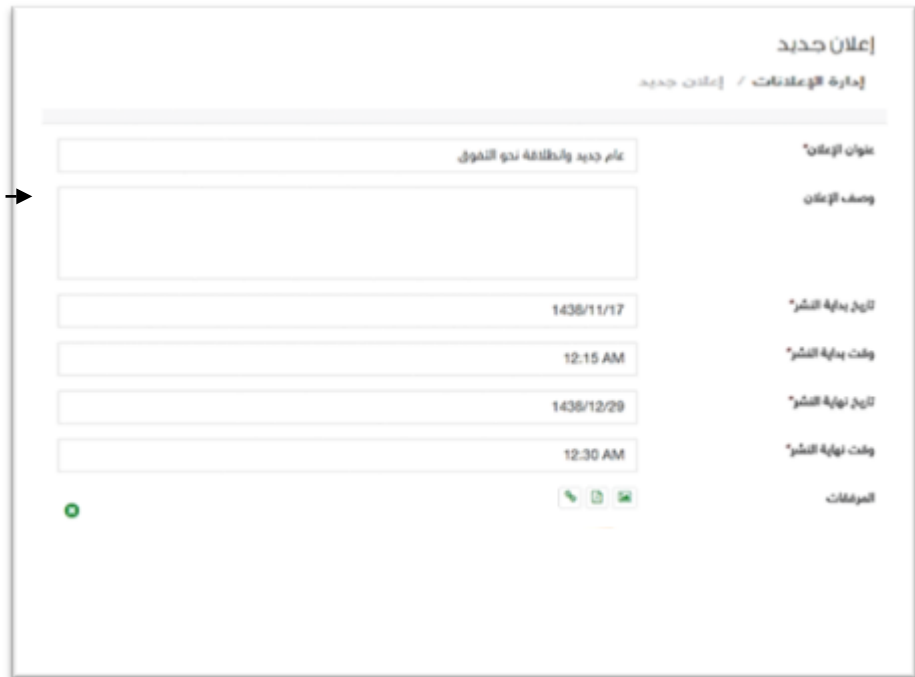 إعلان جديد
إدارة الإعلانات / إعلان جديد
عنوان الإعلان*
عام جديد وانطلاقة نحو التفوق
وصف الإعلان
تاريخ بداية النشر*
1438/11/17
وقت بداية النشر*
12:15 AM
تاريخ نهاية النشر*
1438/12/29
وقت نهاية النشر*
12:30 AM
المرفقات